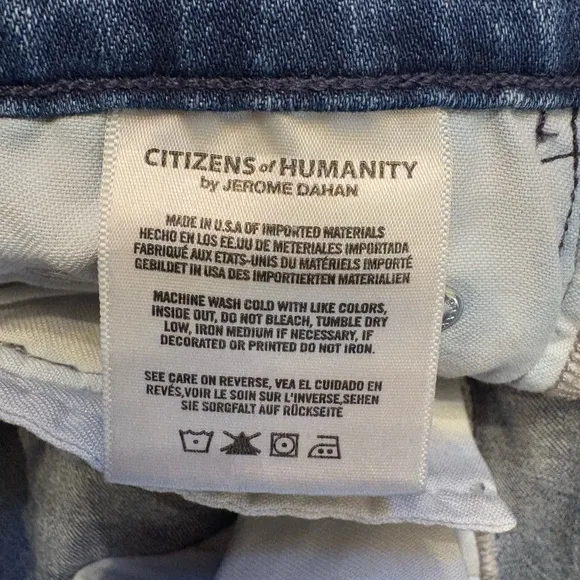 CITIZENS of HUMANITY
by JEROME DAHAN
MADE IN U.S.A OF IMPORTED MATERIALS
HECHO EN LOS EE.UU DE METERIALES IMPORTADA
FABRIQUÉ AUX ETATS-UNIS DU MATÉRIELS IMPORTÉ
GEBILDET IN USA DES IMPORTIERTEN MATERIALIEN
MACHINE WASH COLD WITH LIKE COLORS,
INSIDE OUT, DO NOT BLEACH, TUMBLE DRY
LOW, IRON MEDIUM IF NECESSARY, IF
DECORATED OR PRINTED DO NOT IRON.
SEE CARE ON REVERSE, VEA EL CUIDADO EN
REVÉS,VOIR LE SOIN SUR L'INVERSE,SEHEN
SIE SORGFALT AUF RÜCKSEITE